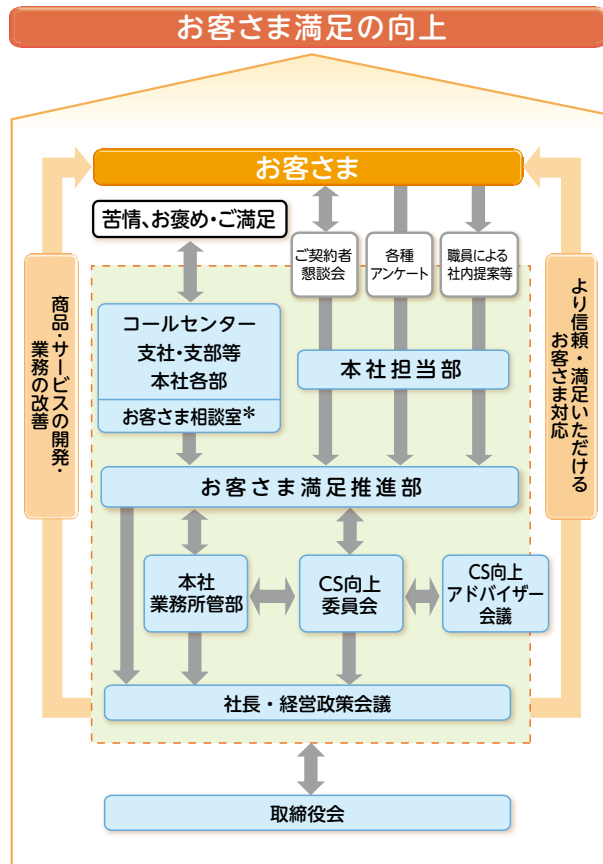 お客さま満足の向上
お客さま
苦情、お褒め・ご満足
ご契約者
懇談会
各種
アンケート
職員による
社内提案等
商品・サービスの開発・
業務の改善
より信頼・満足いただける
お客さま対応
コールセンター
支社・支部等
本社各部
お客さま相談室*
本社担当部
お客さま満足推進部
本社
業務所管部
CS向上
委員会
CS向上
アドバイザー
会議
社長・経営政策会議
取締役会